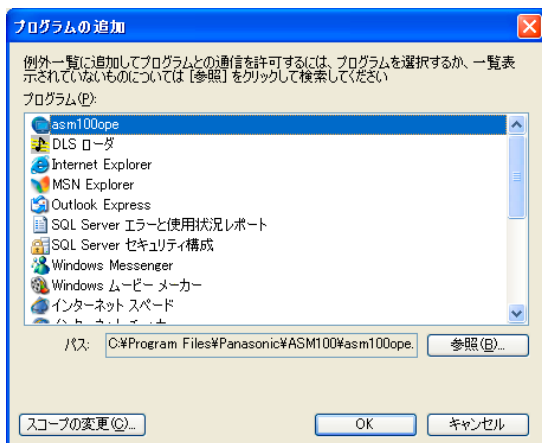 プログラムの追加
例外一覧に追加してプログラムとの通信を許可するには、プログラムを選択するか、一覧表
示されていないものについては [参照] をクリックして検索してください
プログラム(P):
asm100ope
DLS ローダ
Internet Explorer
MSN Explorer
Outlook Express
SQL Server エラーと使用状況レポート
SQL Server セキュリティ構成
Windows Messenger
Windows ムービー メーカー
インターネット スペード
パス: C:¥Program Files¥Panasonic¥ASM100¥asm100ope. 参照(B)...
スコープの変更(C)... OK キャンセル